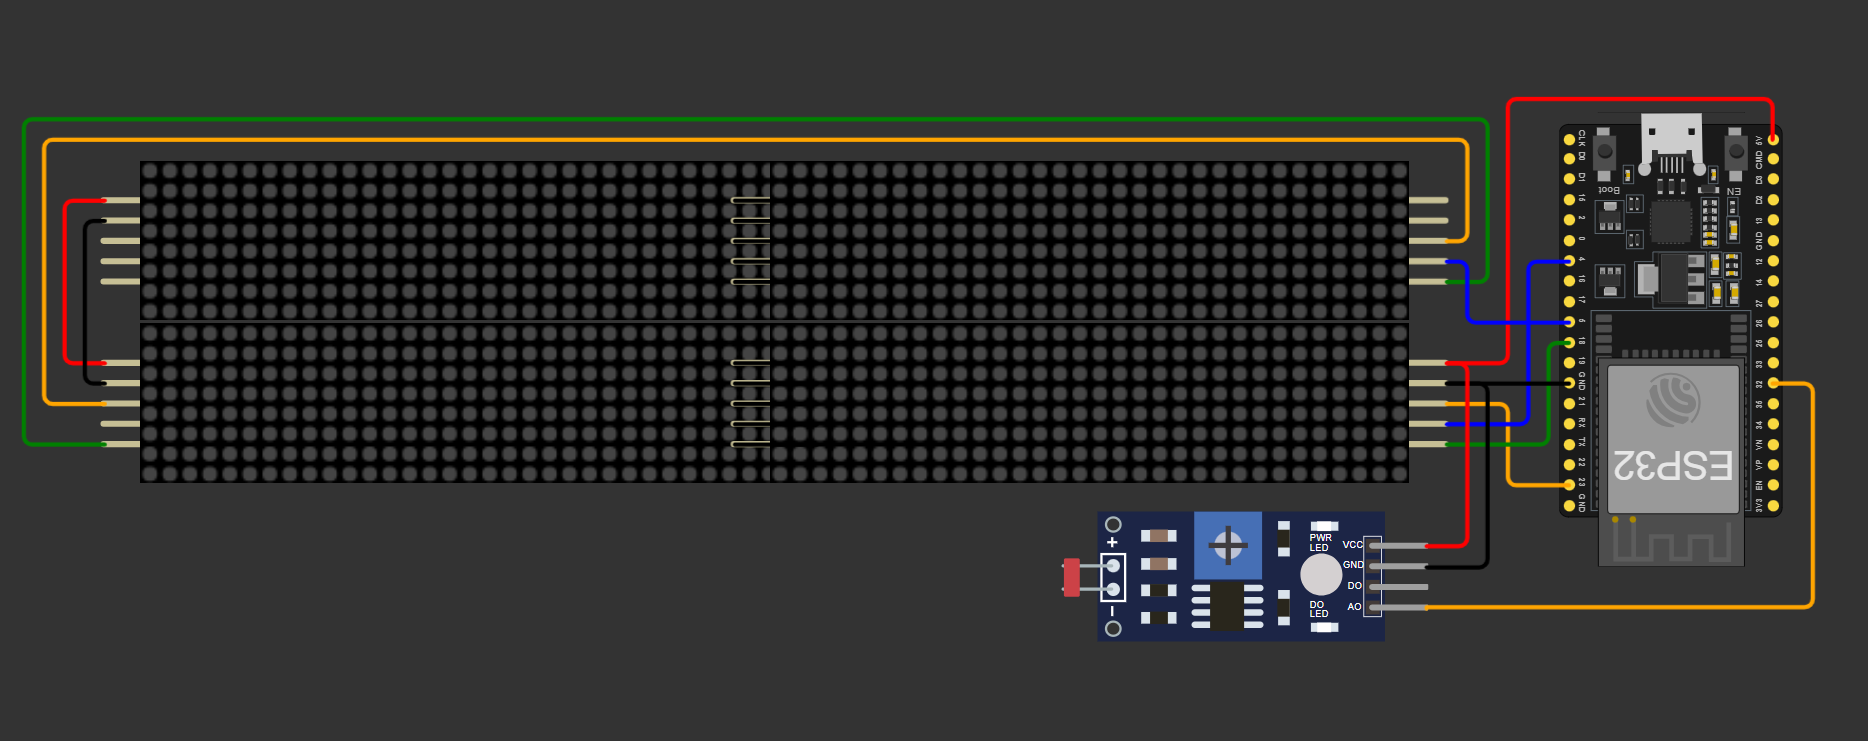 CLK
D0
D1
15
2
0
4
16
17
5
18
19
GND
21
RX
TX
22
23
GND
Boot
EN
5V
CMD
D3
D2
13
GND
12
14
27
26
25
33
32
35
34
VN
VP
EN
3V3
ESP32
+
PWR
LED
VCC
GND
DO
AO
DO
LED